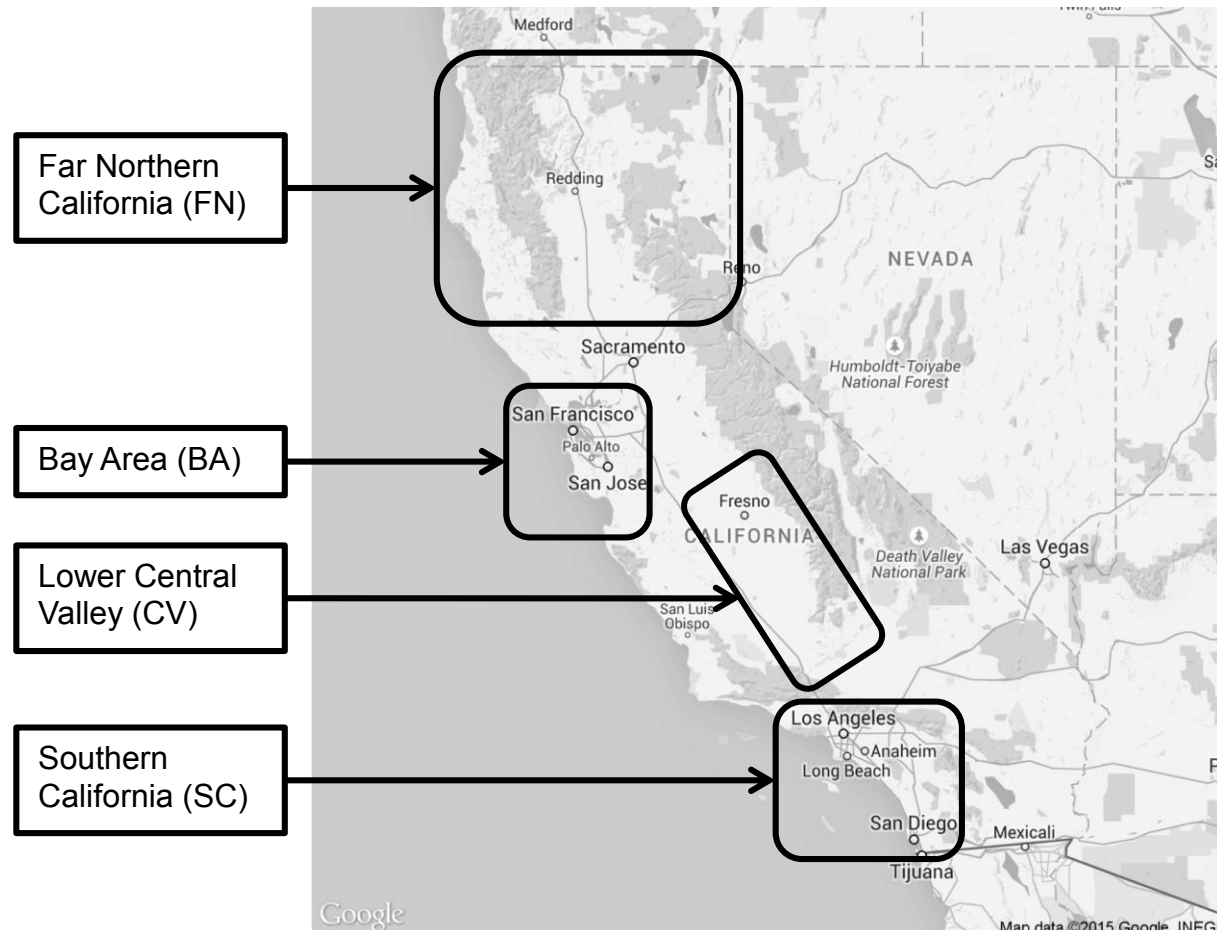 Medford
Far Northern
California (FN)
Redding
Reno
NEVADA
Sacramento
Humboldt-Toiyabe
National Forest
Bay Area (BA)
San Francisco
Palo Alto
San Jose
Fresno
CALIFORNIA
Death Valley
National Park
Las Vegas
Lower Central
Valley (CV)
San Luis
Obispo
Southern
California (SC)
Los Angeles
Anaheim
Long Beach
San Diego
Mexicali
Tijuana
Google
Map data ©2015 Google, INEG